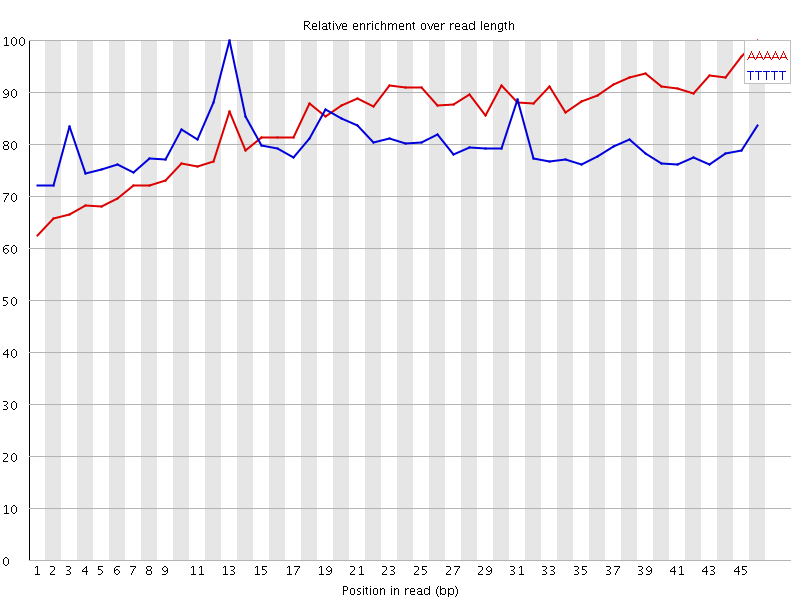 Relative enrichment over read length
100
90
80
70
60
50
40
30
20
10
0
AAAAA
TTTTT
1 2 3 4 5 6 7 8 9 11 13 15 17 19 21 23 25 27 29 31 33 35 37 39 41 43 45
Position in read (bp)